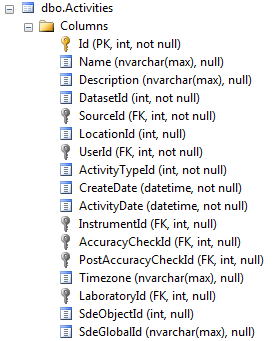 dbo.Activities
Columns
Id (PK, int, not null)
Name (nvarchar(max), null)
Description (nvarchar(max), null)
DatasetId (int, not null)
SourceId (FK, int, not null)
LocationId (int, null)
UserId (FK, int, not null)
ActivityTypeId (int, not null)
CreateDate (datetime, not null)
ActivityDate (datetime, not null)
InstrumentId (FK, int, null)
AccuracyCheckId (FK, int, null)
PostAccuracyCheckId (FK, int, null)
Timezone (nvarchar(max), null)
LaboratoryId (FK, int, null)
SdeObjectId (int, null)
SdeGlobalId (nvarchar(max), null)